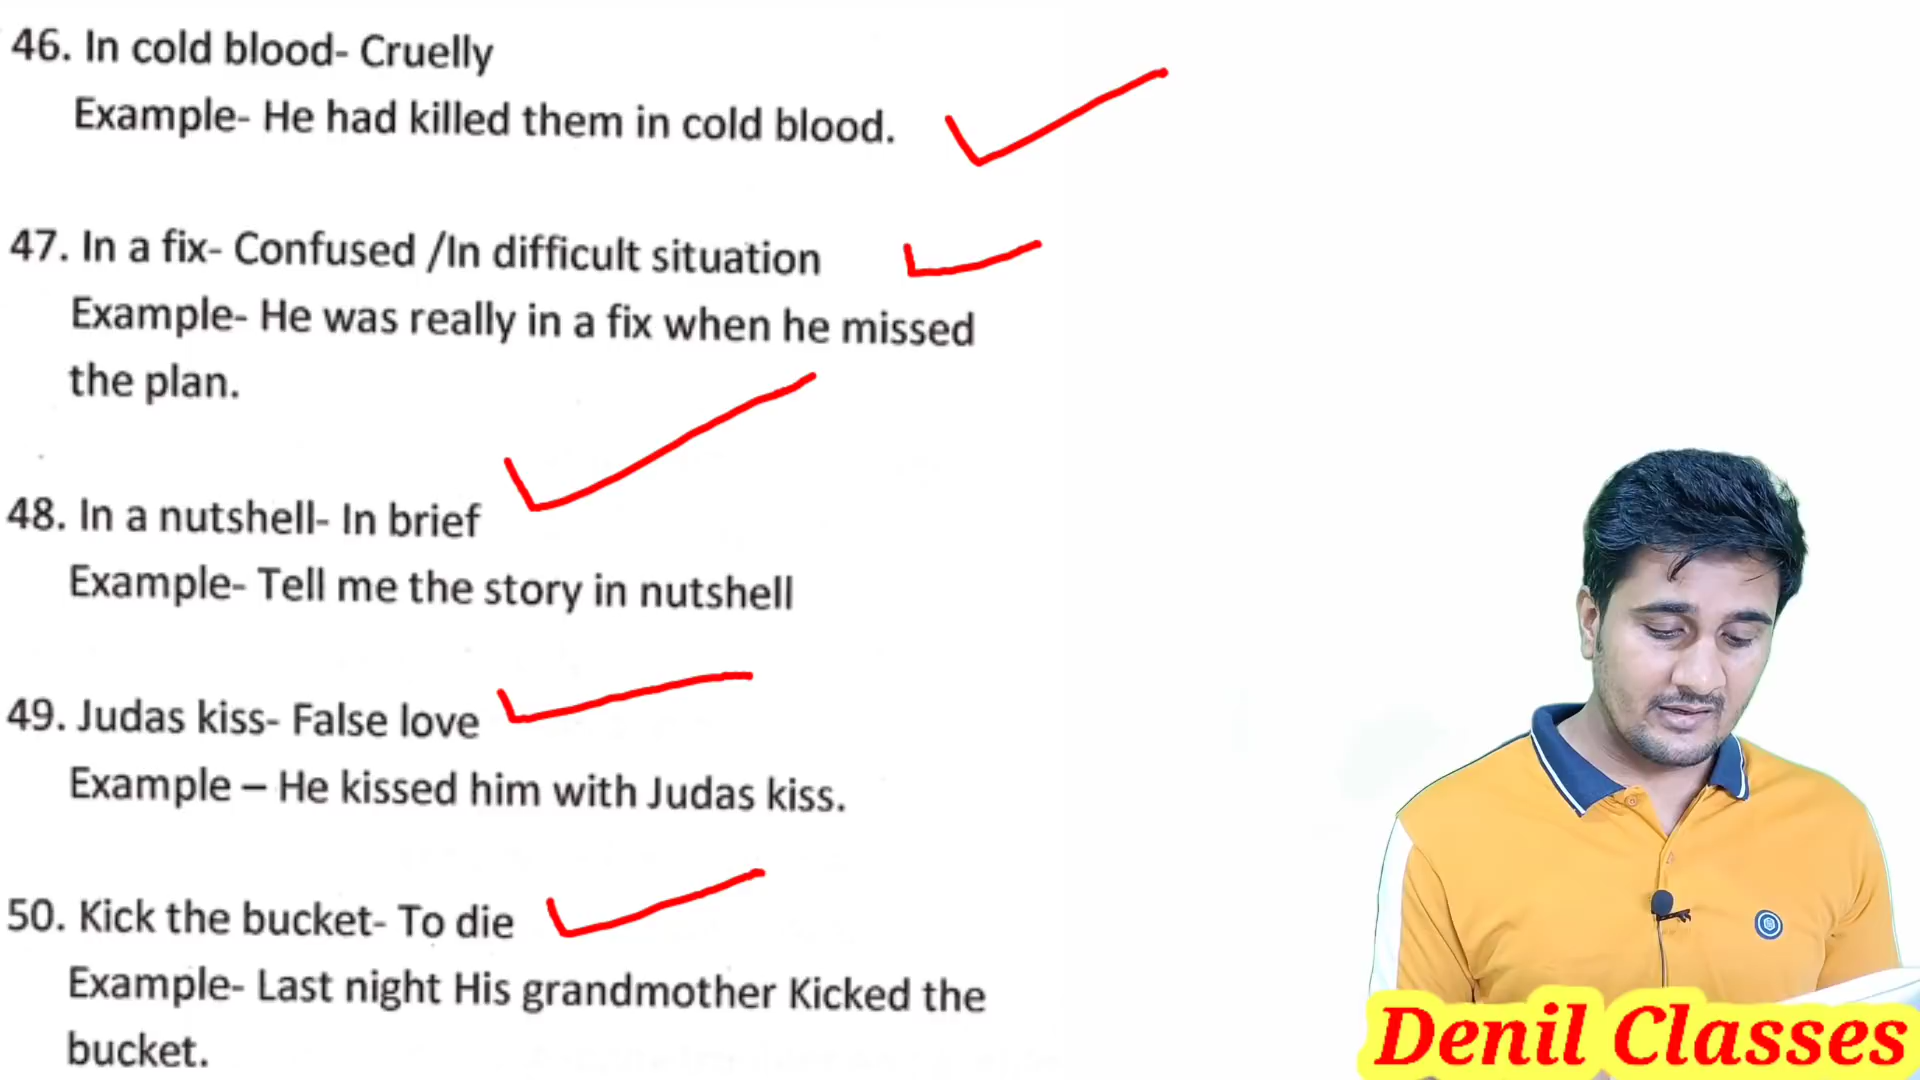 46. In cold blood- Cruelly
Example- He had killed them in cold blood.
47. In a fix- Confused /In difficult situation
Example- He was really in a fix when he missed
the plan.
48. In a nutshell- In brief
Example- Tell me the story in nutshell
49. Judas kiss- False love
Example – He kissed him with Judas kiss.
50. Kick the bucket- To die
Example- Last night His grandmother Kicked the
bucket.
Denil Classes